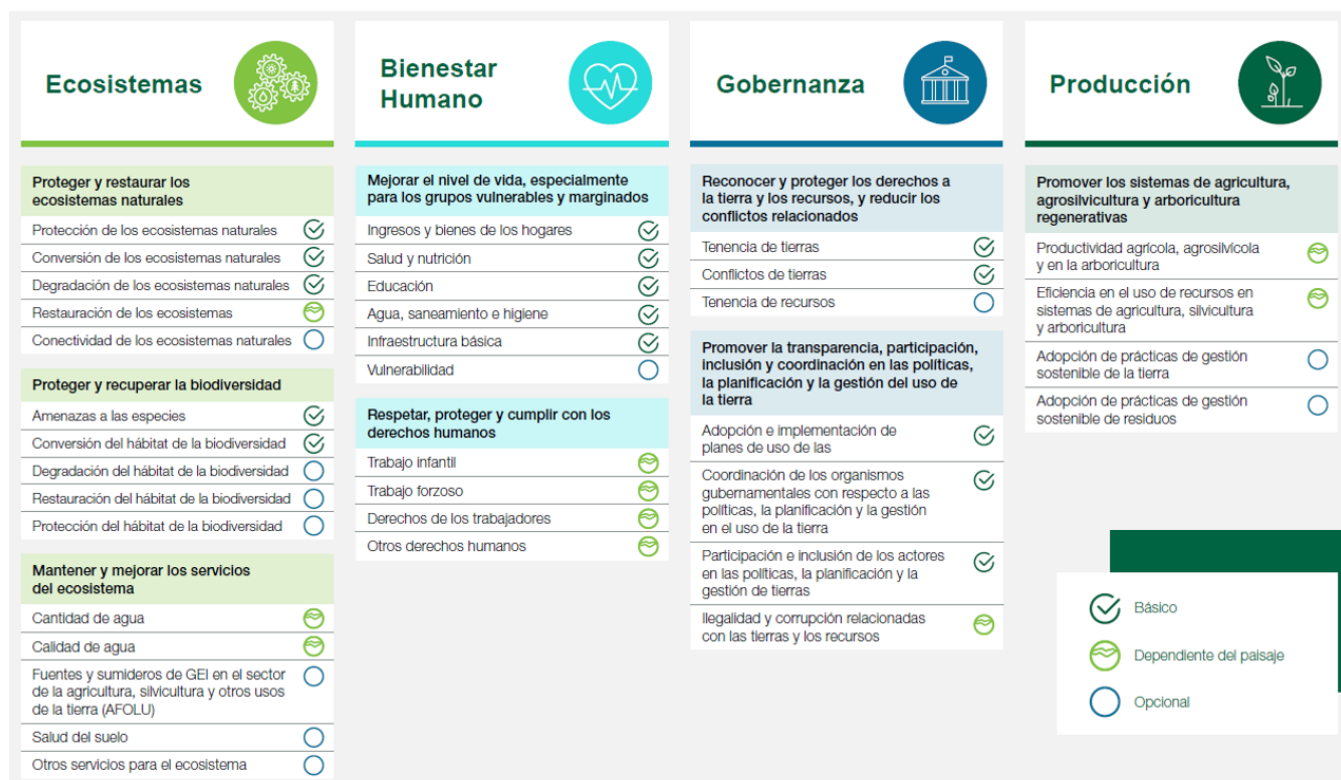 Ecosistemas
Proteger y restaurar los
ecosistemas naturales
Protección de los ecosistemas naturales
Conversión de los ecosistemas naturales
Degradación de los ecosistemas naturales
Restauración de los ecosistemas
Conectividad de los ecosistemas naturales
Proteger y recuperar la biodiversidad
Amenazas a las especies
Conversión del hábitat de la biodiversidad
Degradación del hábitat de la biodiversidad
Restauración del hábitat de la biodiversidad
Protección del hábitat de la biodiversidad
Mantener y mejorar los servicios
del ecosistema
Cantidad de agua
Calidad de agua
Fuentes y sumideros de GEI en el sector
de la agricultura, silvicultura y otros usos
de la tierra (AFOLU)
Salud del suelo
Otros servicios para el ecosistema
Bienestar
Humano
Mejorar el nivel de vida, especialmente
para los grupos vulnerables y marginados
Ingresos y bienes de los hogares
Salud y nutrición
Educación
Agua, saneamiento e higiene
Infraestructura básica
Vulnerabilidad
Respetar, proteger y cumplir con los
derechos humanos
Trabajo infantil
Trabajo forzoso
Derechos de los trabajadores
Otros derechos humanos
Gobernanza
Reconocer y proteger los derechos a
la tierra y los recursos, y reducir los
conflictos relacionados
Tenencia de tierras
Conflictos de tierras
Tenencia de recursos
Promover la transparencia, participación,
inclusión y coordinación en las políticas,
la planificación y la gestión del uso de
la tierra
Adopción e implementación de
planes de uso de las
Coordinación de los organismos
gubernamentales con respecto a las
políticas, la planificación y la gestión
en el uso de la tierra
Participación e inclusión de los actores
en las políticas, la planificación y la
gestión de tierras
Ilegalidad y corrupción relacionadas
con las tierras y los recursos
Producción
Promover los sistemas de agricultura,
agrosilvicultura y arboricultura
regenerativas
Productividad agrícola, agrosilvícola
y en la arboricultura
Eficiencia en el uso de recursos en
sistemas de agricultura, silvicultura
y arboricultura
Adopción de prácticas de gestión
sostenible de la tierra
Adopción de prácticas de gestión
sostenible de residuos
Básico
Dependiente del paisaje
Opcional